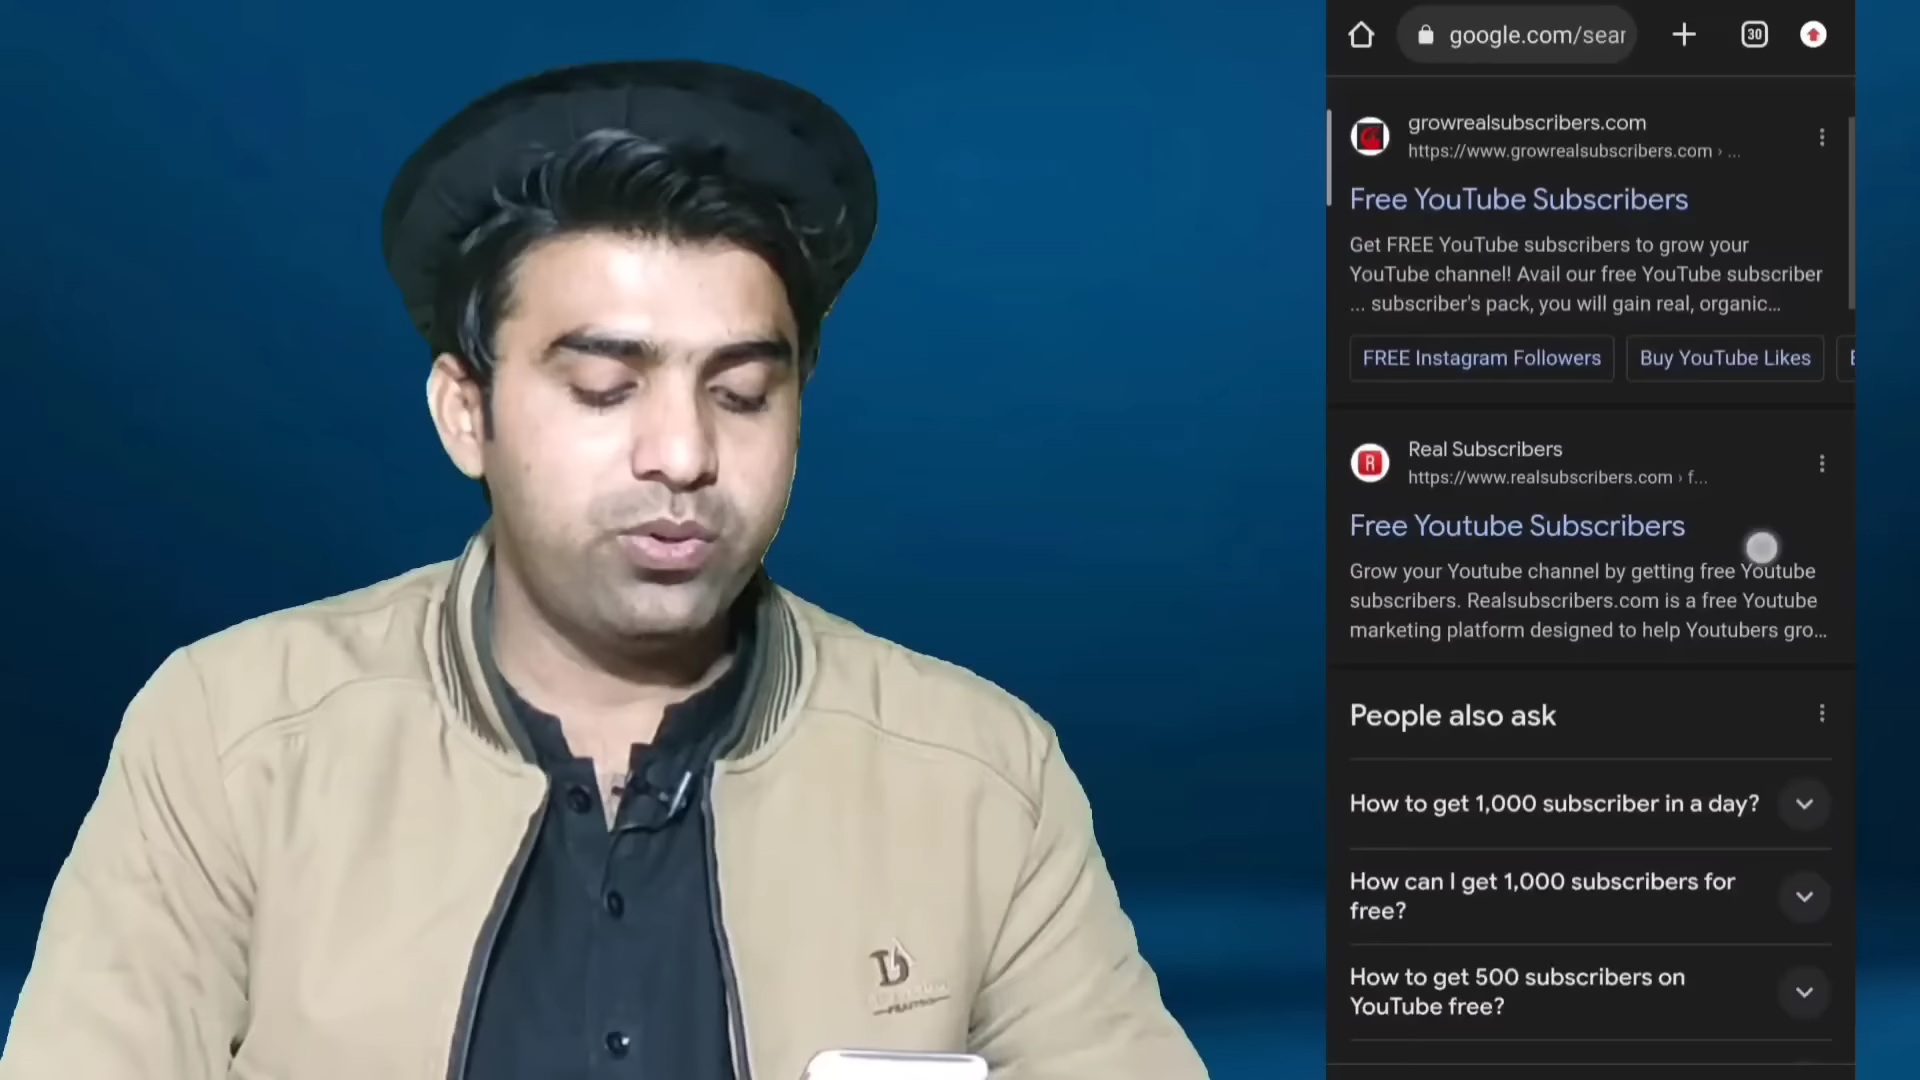 google.com/sear
30
growrealsubscribers.com
https://www.growrealsubscribers.com › ...
Free YouTube Subscribers
Get FREE YouTube subscribers to grow your
YouTube channel! Avail our free YouTube subscriber
... subscriber's pack, you will gain real, organic...
FREE Instagram Followers
Buy YouTube Likes
Real Subscribers
https://www.realsubscribers.com › f...
R
Free Youtube Subscribers
Grow your Youtube channel by getting free Youtube
subscribers. Realsubscribers.com is a free Youtube
marketing platform designed to help Youtubers gro...
People also ask
How to get 1,000 subscriber in a day?
How can I get 1,000 subscribers for
free?
How to get 500 subscribers on
YouTube free?